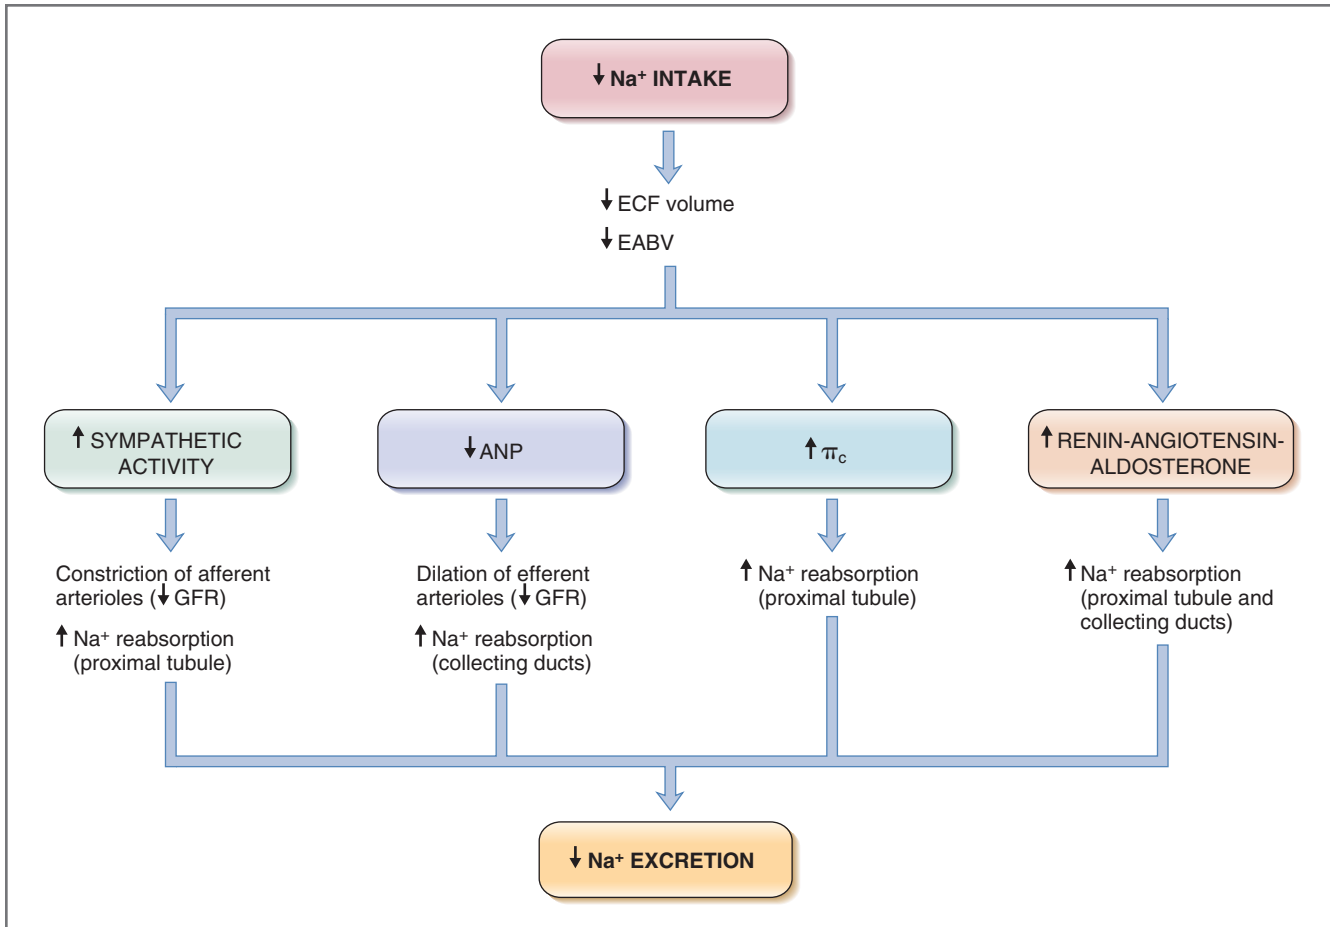 ↓ Na⁺ INTAKE
↓ ECF volume
↓ EABV
↑ SYMPATHETIC
ACTIVITY
↓ ANP
↑ πc
↑ RENIN-ANGIOTENSIN-
ALDOSTERONE
Constriction of afferent
arterioles (↓ GFR)
↑ Na⁺ reabsorption
(proximal tubule)
Dilation of efferent
arterioles (↓ GFR)
↑ Na⁺ reabsorption
(collecting ducts)
↑ Na⁺ reabsorption
(proximal tubule)
↑ Na⁺ reabsorption
(proximal tubule and
collecting ducts)
↓ Na⁺ EXCRETION